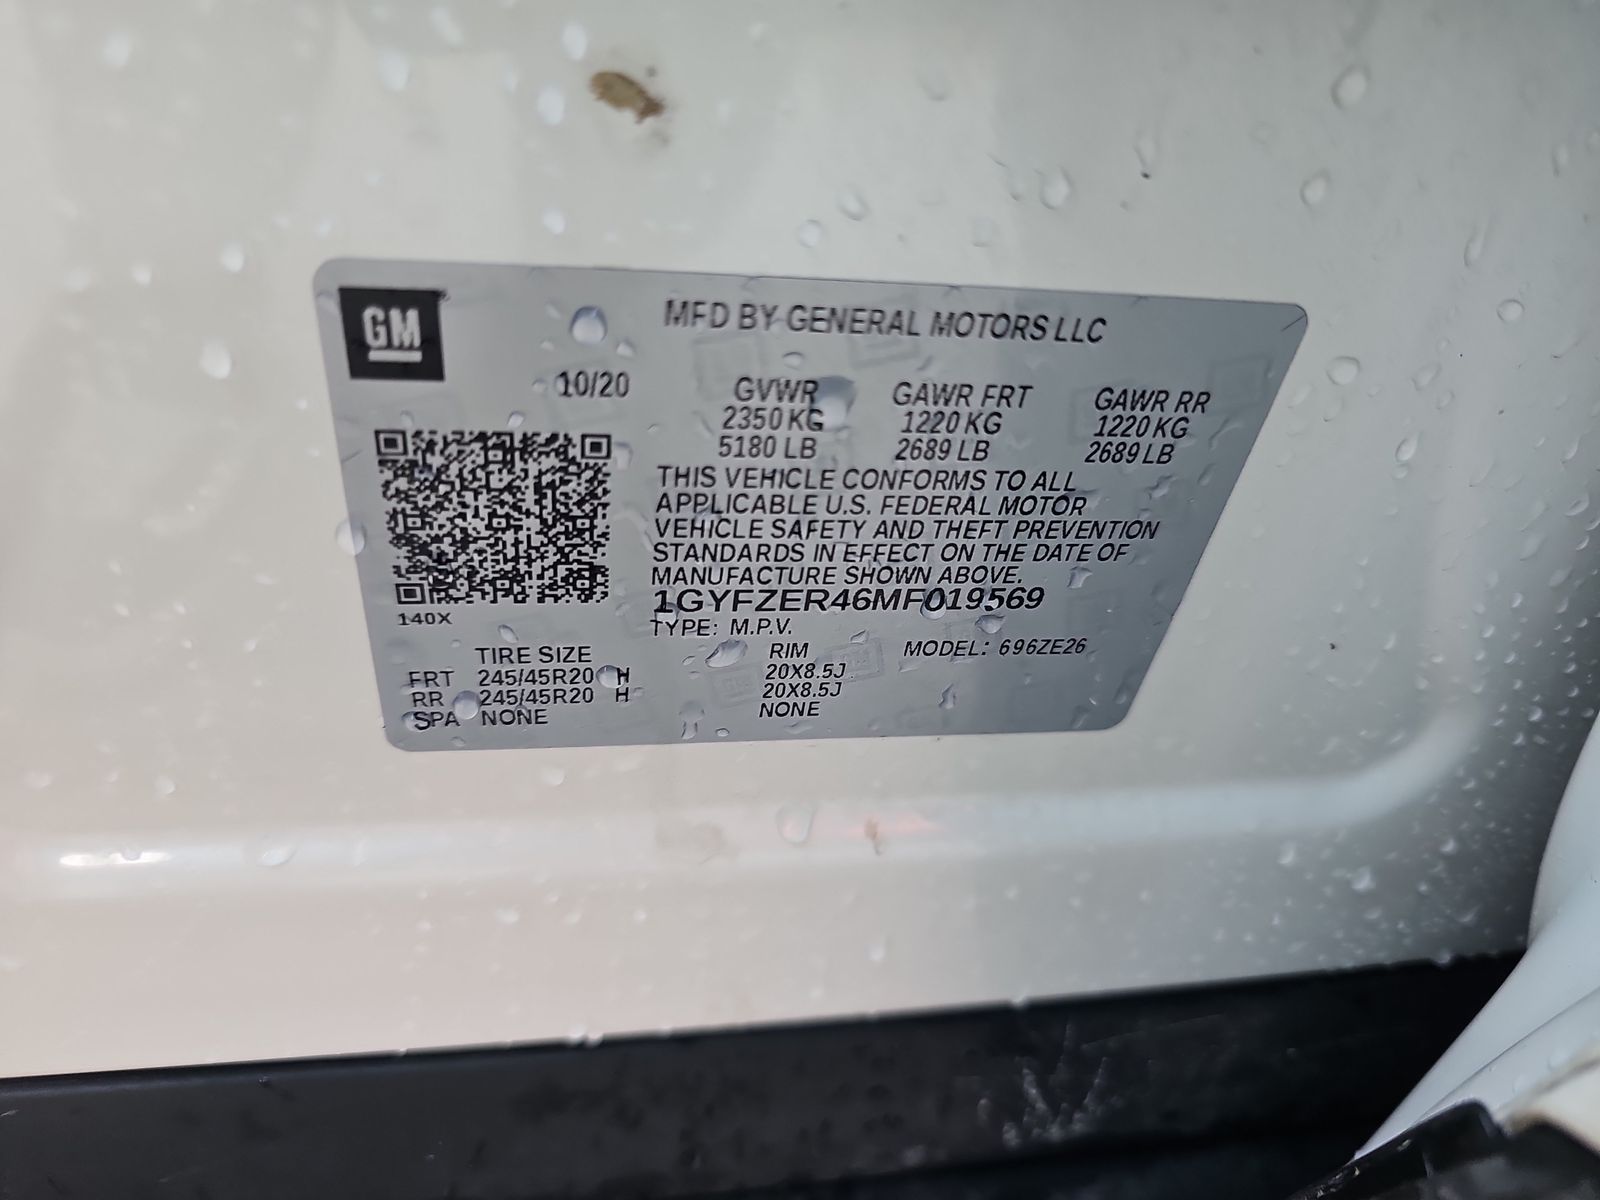 GM
MFD BY GENERAL MOTORS LLC
10/20
GVWR GAWR FRT GAWR RR
2350 KG 1220 KG 1220 KG
5180 LB 2689 LB 2689 LB
THIS VEHICLE CONFORMS TO ALL
APPLICABLE U.S. FEDERAL MOTOR
VEHICLE SAFETY AND THEFT PREVENTION
STANDARDS IN EFFECT ON THE DATE OF
MANUFACTURE SHOWN ABOVE.
1GYFZER46MF019569
140X
TYPE: M.P.V.
TIRE SIZE RIM MODEL: 696ZE26
FRT 245/45R20 H 20X8.5J
RR 245/45R20 H 20X8.5J
SPA NONE NONE